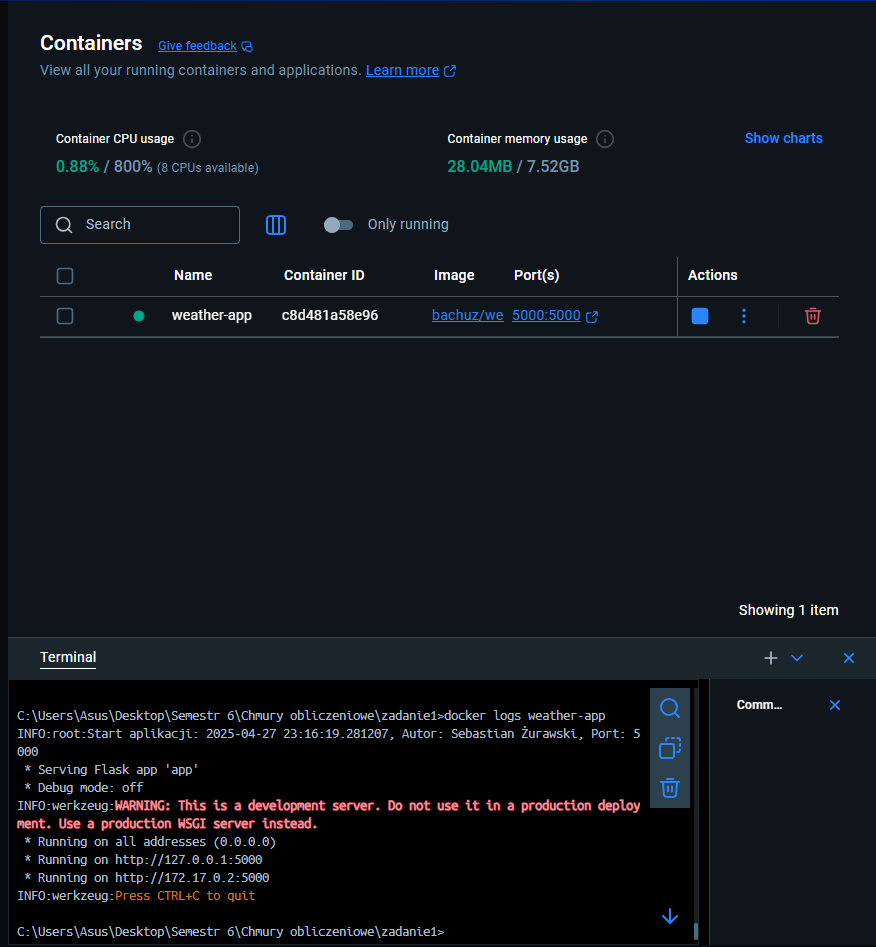 Containers Give feedback
View all your running containers and applications. Learn more
Container CPU usage
0.88% / 800% (8 CPUs available)
Container memory usage
28.04MB / 7.52GB
Show charts
Search
Only running
Name Container ID Image Port(s) Actions
weather-app c8d481a58e96 bachuz/we 5000:5000
Showing 1 item
Terminal
C:\Users\Asus\Desktop\Semestr 6\Chmury obliczeniowe\zadanie1>docker logs weather-app
INFO:root:Start aplikacji: 2025-04-27 23:16:19.281207, Autor: Sebastian Żurawski, Port: 5
000
* Serving Flask app 'app'
* Debug mode: off
INFO:werkzeug:WARNING: This is a development server. Do not use it in a production deploy
ment. Use a production WSGI server instead.
* Running on all addresses (0.0.0.0)
* Running on http://127.0.0.1:5000
* Running on http://172.17.0.2:5000
INFO:werkzeug:Press CTRL+C to quit
C:\Users\Asus\Desktop\Semestr 6\Chmury obliczeniowe\zadanie1>
Comm...